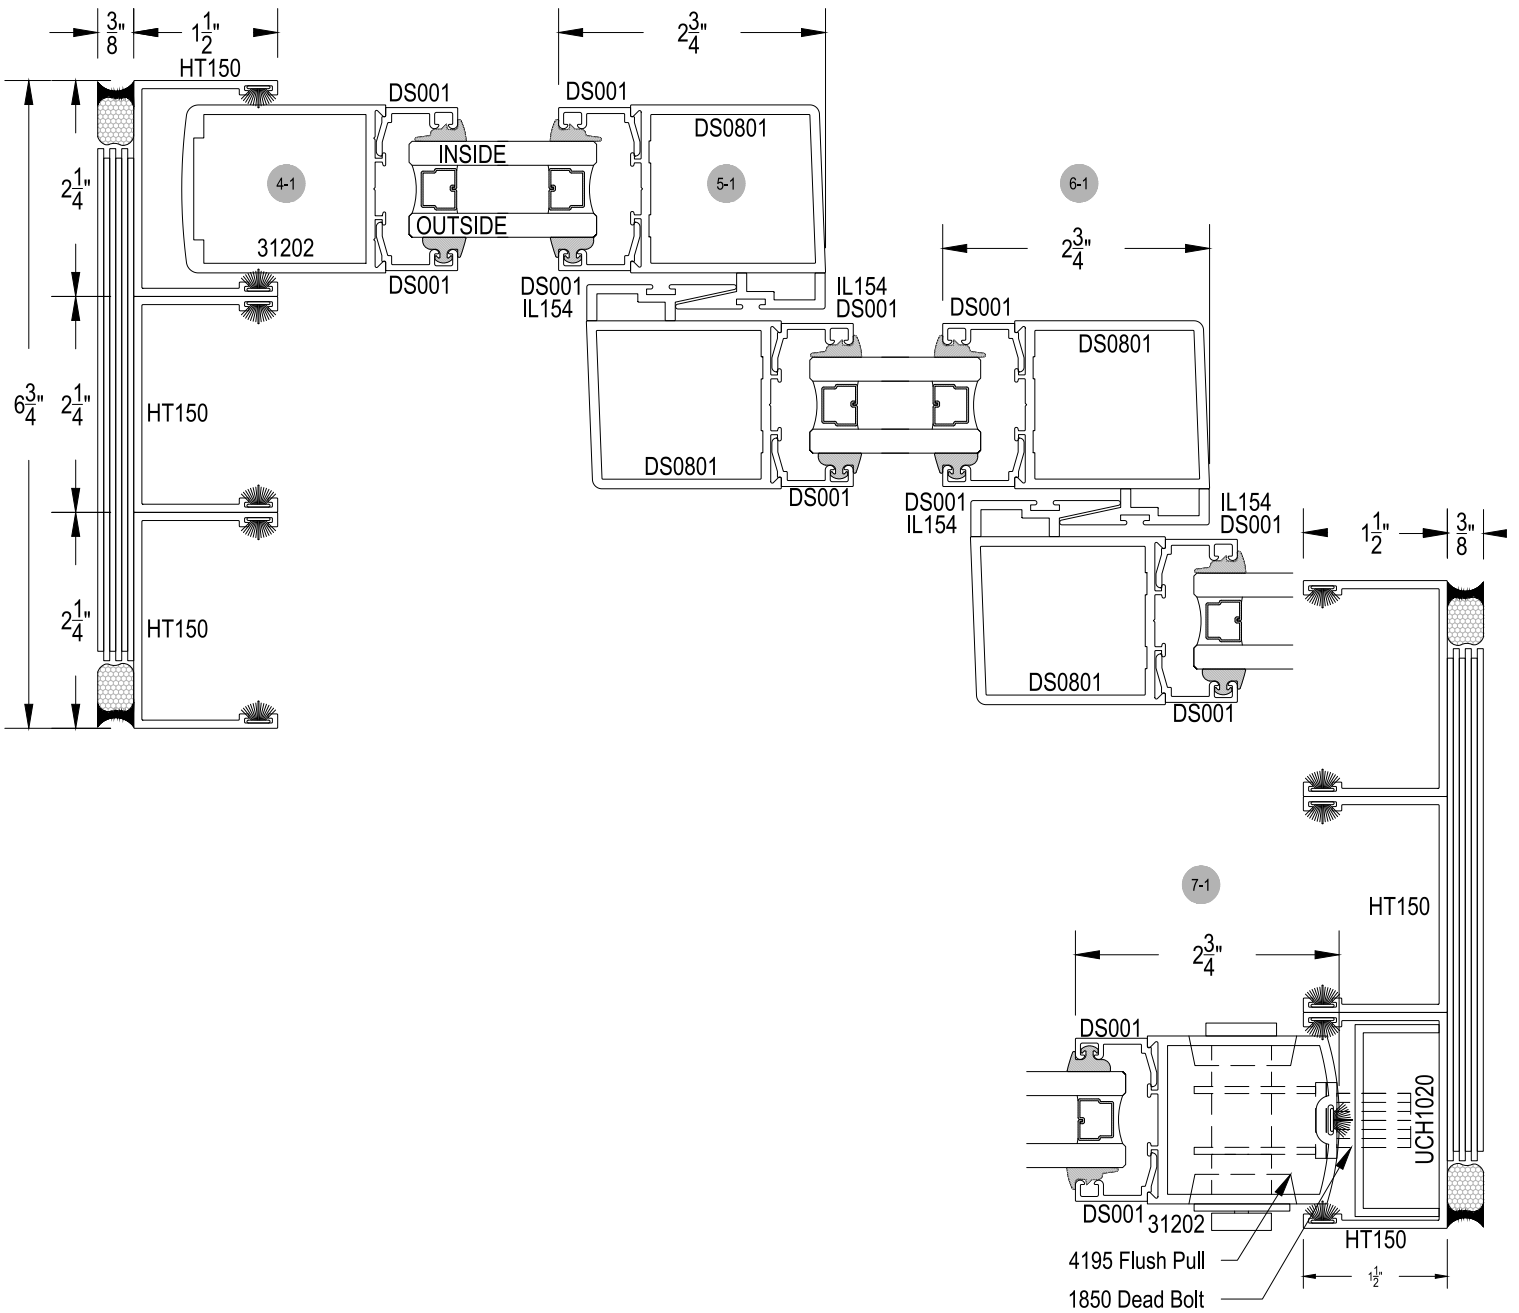 3/8"
1 1/2"
2 3/4"
HT150
DS001
DS001
DS0801
INSIDE
2 1/4"
4-1
5-1
6-1
OUTSIDE
31202
2 3/4"
DS001
DS001
IL154
IL154
DS001
DS001
DS0801
6 3/4"
2 1/4"
HT150
DS0801
DS001
DS001
IL154
IL154
DS001
1 1/2"
3/8"
2 1/4"
HT150
DS0801
DS001
7-1
HT150
2 3/4"
DS001
UCH1020
DS001
31202
HT150
4195 Flush Pull
1 1/2"
1850 Dead Bolt